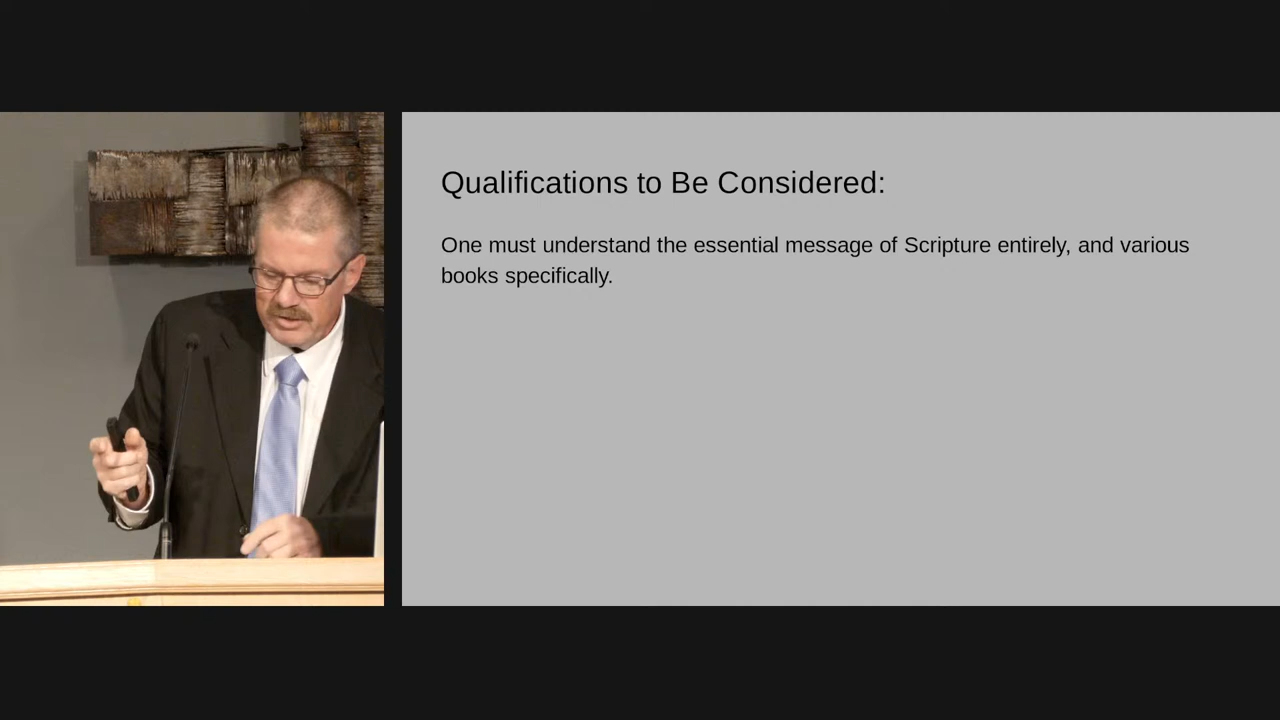 Qualifications to Be Considered:
One must understand the essential message of Scripture entirely, and various
books specifically.